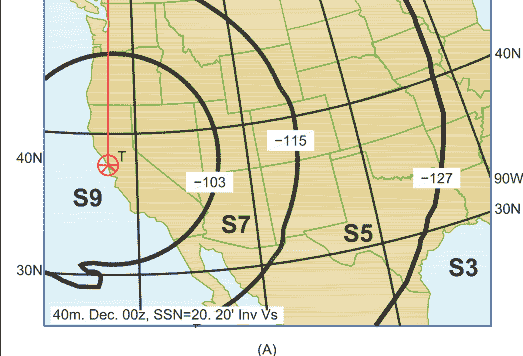 40N
T
−115
40N
−103
−127
90W
S9
30N
S7
S5
S3
30N
40m. Dec. 00z, SSN=20. 20' Inv Vs
(A)